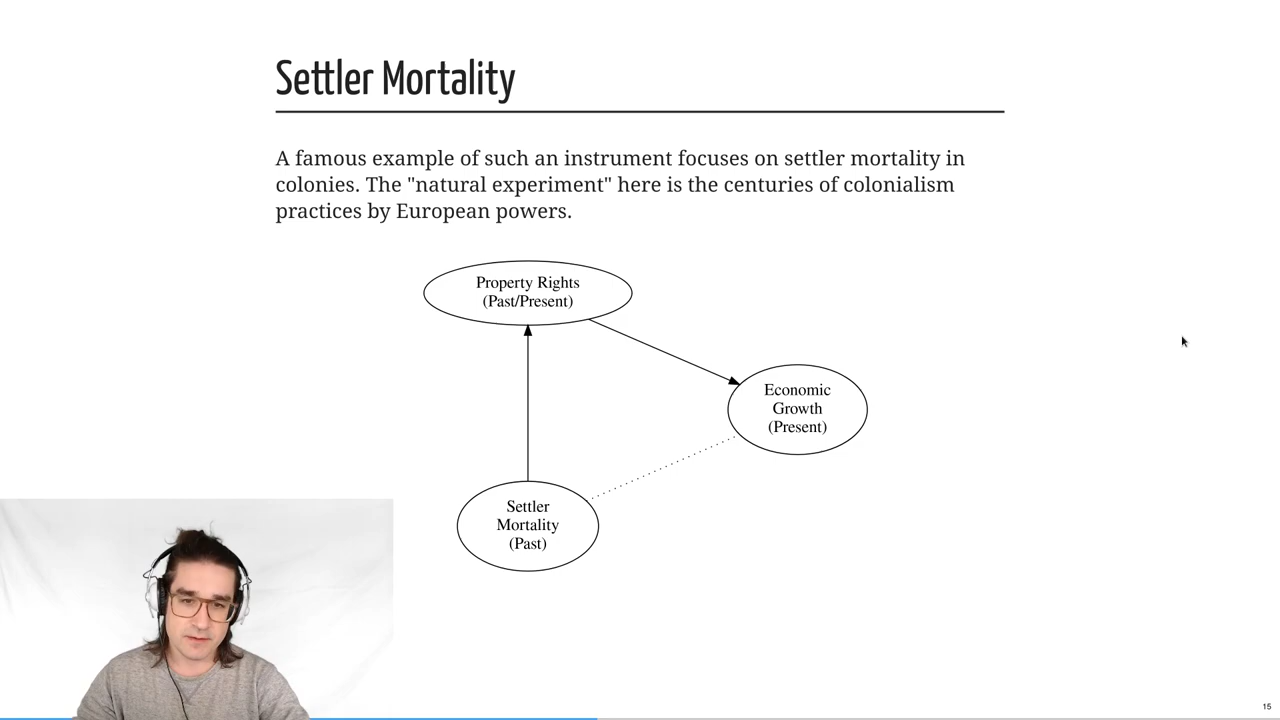 Settler Mortality
A famous example of such an instrument focuses on settler mortality in
colonies. The "natural experiment" here is the centuries of colonialism
practices by European powers.
Property Rights
(Past/Present)
Economic
Growth
(Present)
Settler
Mortality
(Past)
15